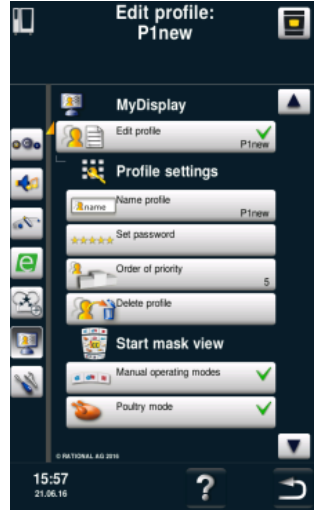 Edit profile:
P1new
MyDisplay
Edit profile
P1new
Profile settings
name
Name profile
P1new
Set password
Order of priority
5
Delete profile
Start mask view
Manual operating modes
Poultry mode
© RATIONAL AG 2016
15:57
21.06.16
?